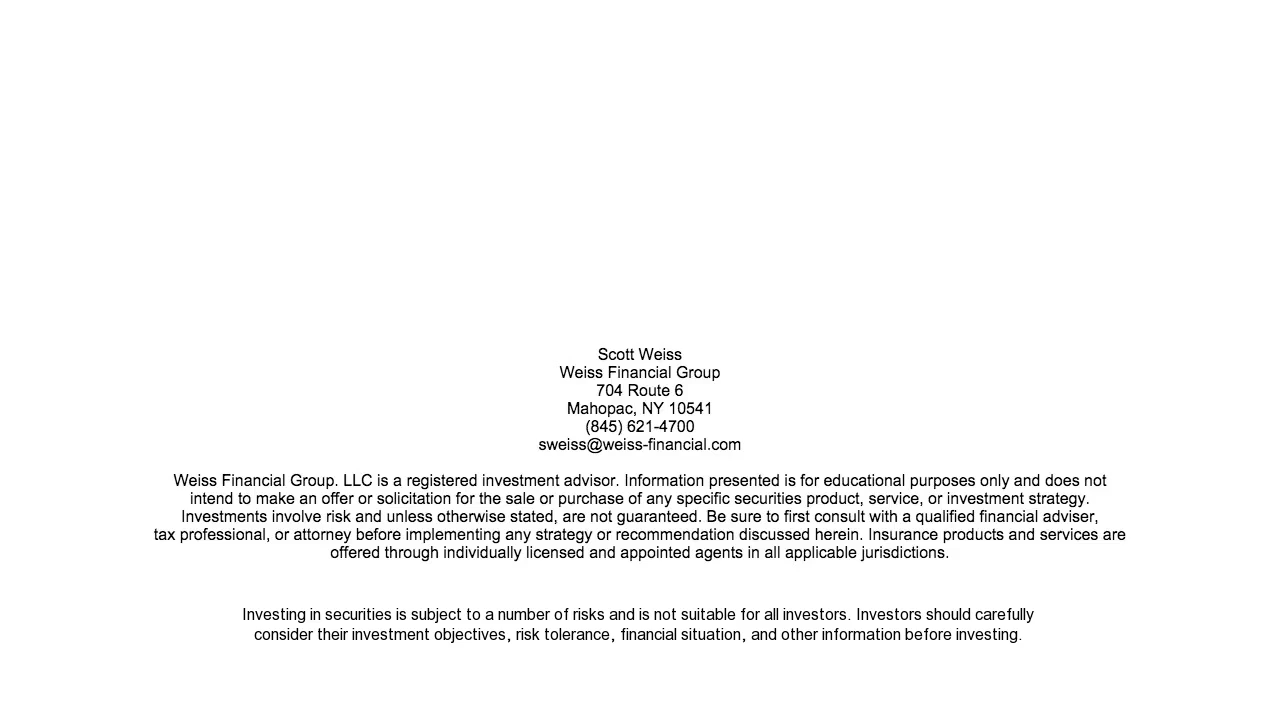 Scott Weiss
Weiss Financial Group
704 Route 6
Mahopac, NY 10541
(845) 621-4700
sweiss@weiss-financial.com
Weiss Financial Group. LLC is a registered investment advisor. Information presented is for educational purposes only and does not
intend to make an offer or solicitation for the sale or purchase of any specific securities product, service, or investment strategy.
Investments involve risk and unless otherwise stated, are not guaranteed. Be sure to first consult with a qualified financial adviser,
tax professional, or attorney before implementing any strategy or recommendation discussed herein. Insurance products and services are
offered through individually licensed and appointed agents in all applicable jurisdictions.
Investing in securities is subject to a number of risks and is not suitable for all investors. Investors should carefully
consider their investment objectives, risk tolerance, financial situation, and other information before investing.